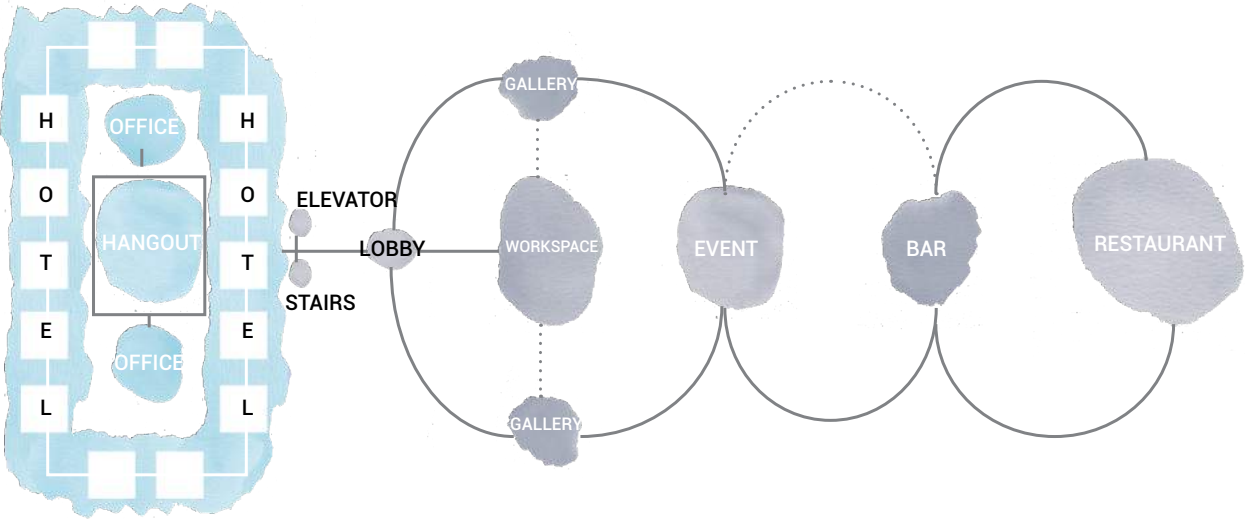 H
O
T
E
L
OFFICE
HANGOUT
OFFICE
H
O
T
E
L
ELEVATOR
STAIRS
LOBBY
GALLERY
WORKSPACE
GALLERY
EVENT
BAR
RESTAURANT